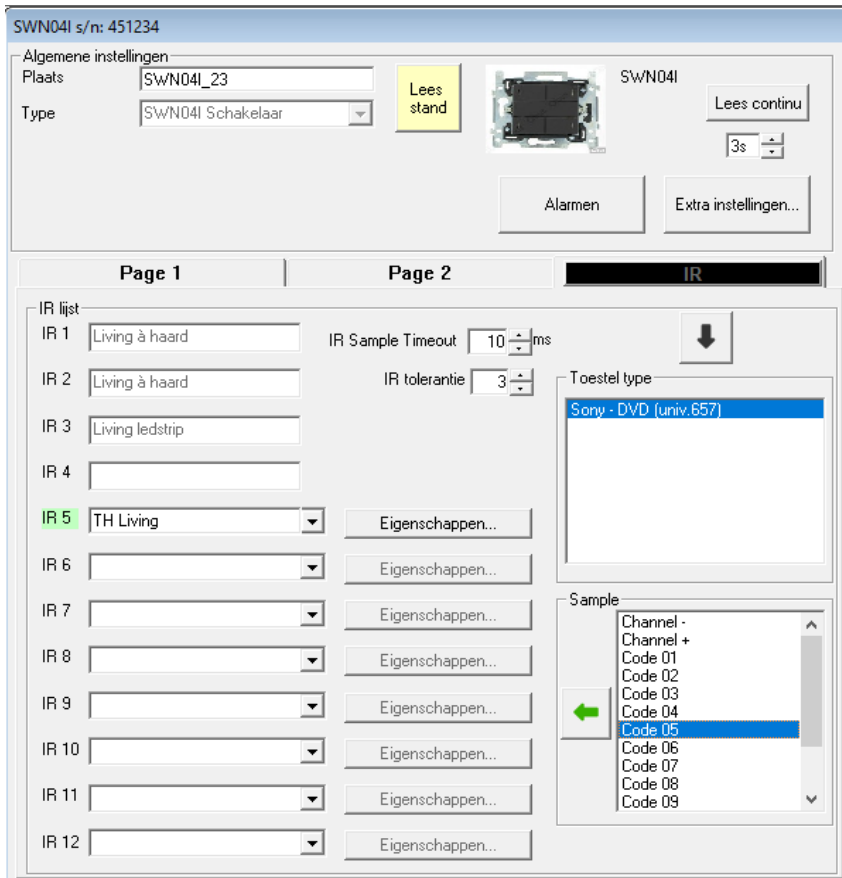 SWN04I s/n: 451234
Algemene instellingen
Plaats SWN04I_23
Type SWN04I Schakelaar
Lees
stand
SWN04I
Lees continu
3s
Alarmen
Extra instellingen...
Page 1 Page 2 IR
IR lijst
IR 1 Living à haard
IR 2 Living à haard
IR 3 Living ledstrip
IR 4
IR 5 TH Living Eigenschappen...
IR 6 Eigenschappen...
IR 7 Eigenschappen...
IR 8 Eigenschappen...
IR 9 Eigenschappen...
IR 10 Eigenschappen...
IR 11 Eigenschappen...
IR 12 Eigenschappen...
IR Sample Timeout 10 ms
IR tolerantie 3
Toestel type
Sony - DVD (univ.657)
Sample
Channel -
Channel +
Code 01
Code 02
Code 03
Code 04
Code 05
Code 06
Code 07
Code 08
Code 09